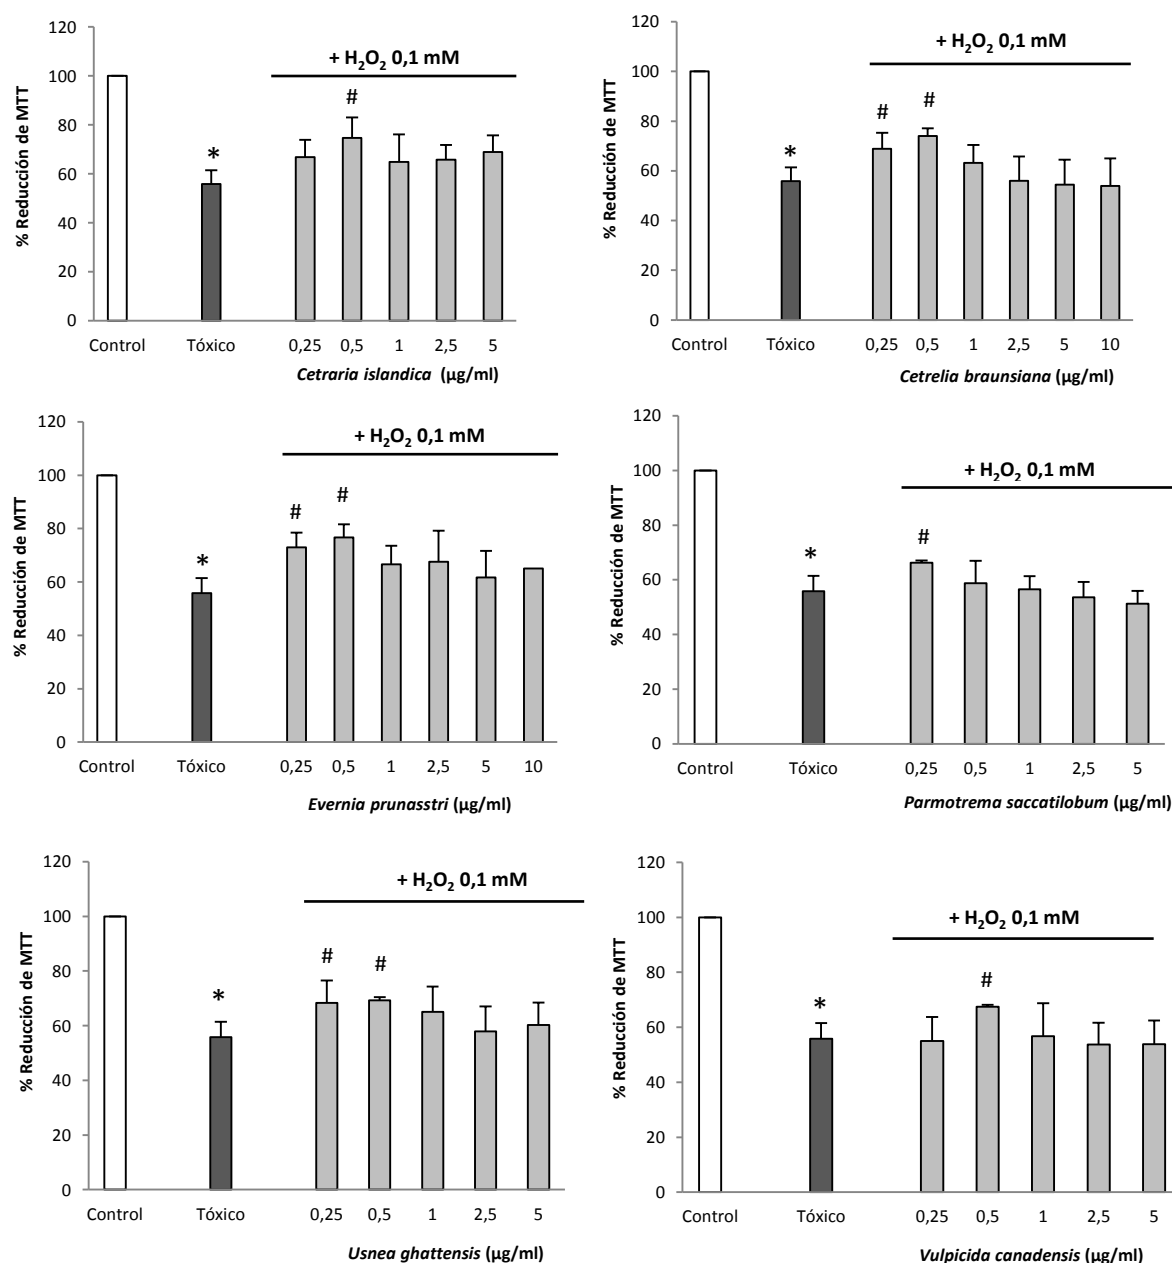 % Reducción de MTT
120
100
80
60
40
20
0
+ H₂O₂ 0,1 mM
*
#
Control Tóxico 0,25 0,5 1 2,5 5
Cetraria islandica (µg/ml)
% Reducción de MTT
120
100
80
60
40
20
0
+ H₂O₂ 0,1 mM
*
# #
Control Tóxico 0,25 0,5 1 2,5 5 10
Cetrelia braunsiana (µg/ml)
% Reducción de MTT
120
100
80
60
40
20
0
+ H₂O₂ 0,1 mM
*
# #
Control Tóxico 0,25 0,5 1 2,5 5 10
Evernia prunasstri (µg/ml)
% Reducción de MTT
120
100
80
60
40
20
0
+ H₂O₂ 0,1 mM
*
#
Control Tóxico 0,25 0,5 1 2,5 5
Parmotrema saccatilobum (µg/ml)
% Reducción de MTT
120
100
80
60
40
20
0
+ H₂O₂ 0,1 mM
*
# #
Control Tóxico 0,25 0,5 1 2,5 5
Usnea ghattensis (µg/ml)
% Reducción de MTT
120
100
80
60
40
20
0
+ H₂O₂ 0,1 mM
*
#
Control Tóxico 0,25 0,5 1 2,5 5
Vulpicida canadensis (µg/ml)